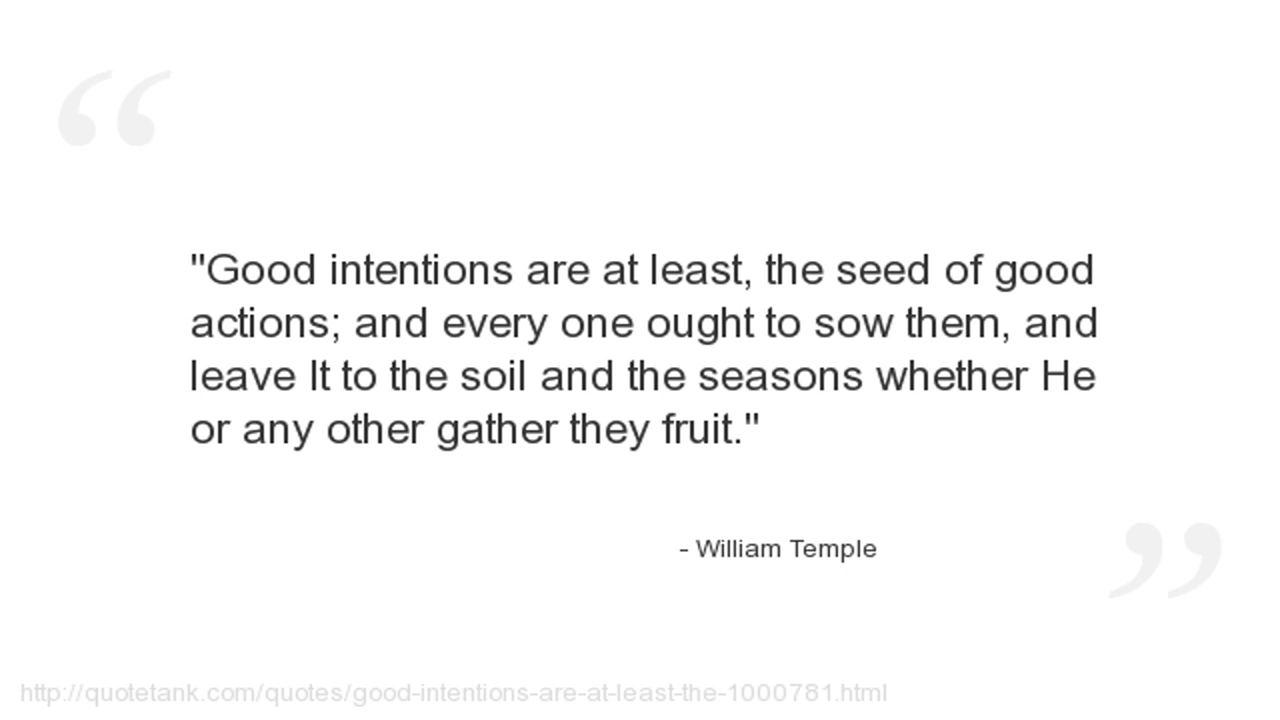 "Good intentions are at least, the seed of good
actions; and every one ought to sow them, and
leave It to the soil and the seasons whether He
or any other gather they fruit."
- William Temple
http://quotetank.com/quotes/good-intentions-are-at-least-the-1000781.html